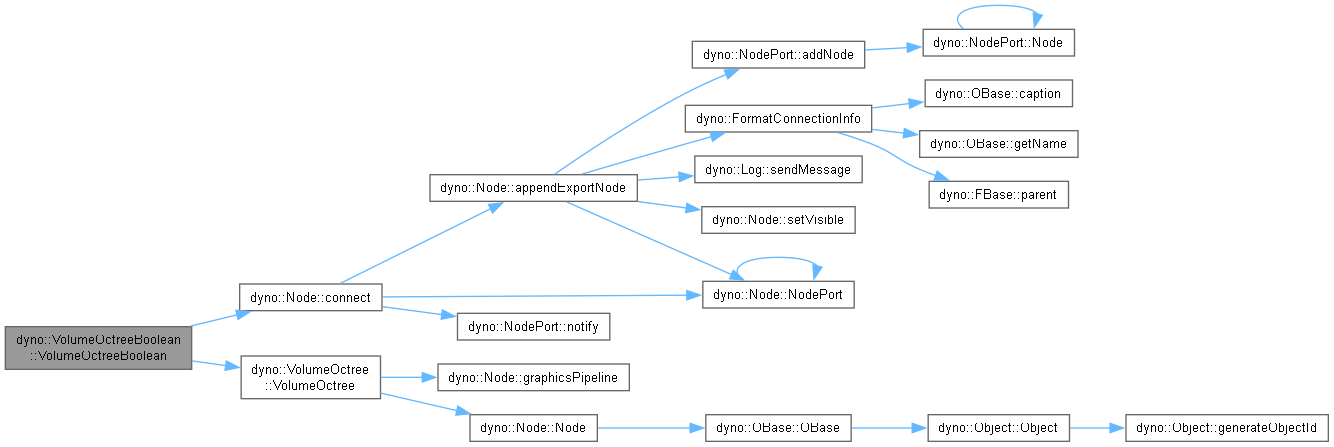 dyno::NodePort::addNode
dyno::NodePort::Node
dyno::OBase::caption
dyno::FormatConnectionInfo
dyno::OBase::getName
dyno::Log::sendMessage
dyno::Node::appendExportNode
dyno::FBase::parent
dyno::Node::setVisible
dyno::Node::connect
dyno::Node::NodePort
dyno::NodePort::notify
dyno::VolumeOctreeBoolean
::VolumeOctreeBoolean
dyno::VolumeOctree
::VolumeOctree
dyno::Node::graphicsPipeline
dyno::Node::Node
dyno::OBase::OBase
dyno::Object::Object
dyno::Object::generateObjectId